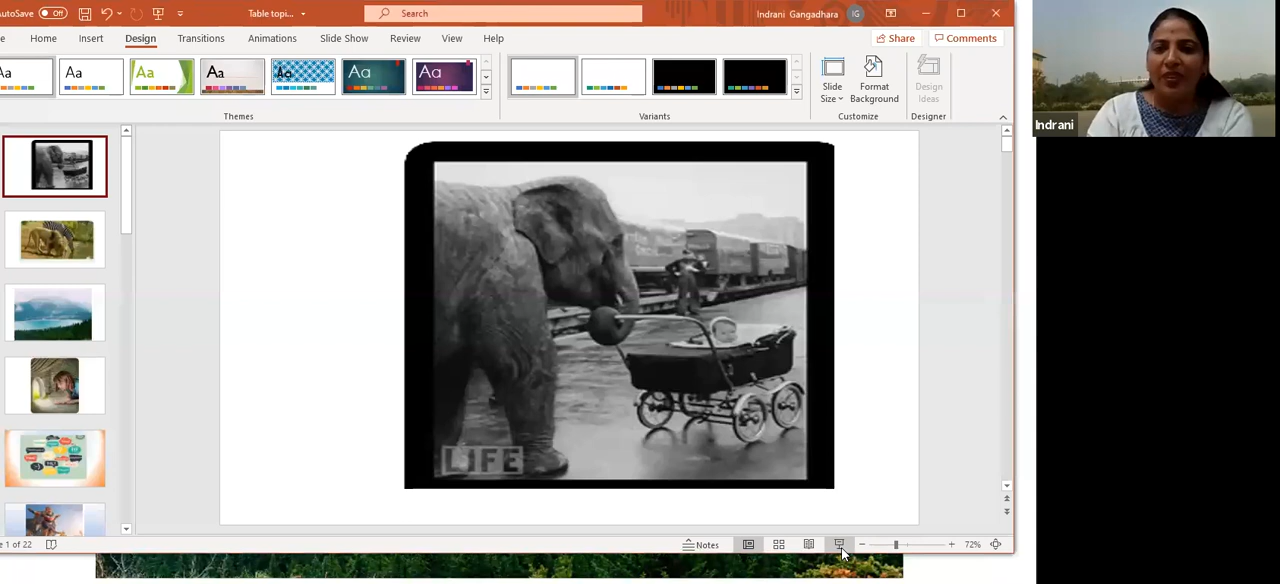 AutoSave Off Table topi... Search Indrani Gangadhara IG
Home Insert Design Transitions Animations Slide Show Review View Help Share Comments
Aa Aa Aa Aa Aa Aa Aa
Slide Size Format Background Design Ideas
Themes Variants Customize Designer
Indrani
LIFE
1 of 22 Notes 72%